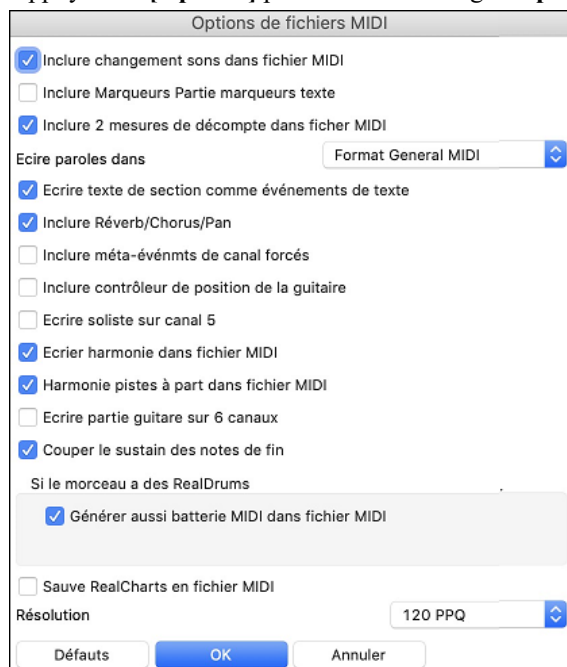 Options de fichiers MIDI
Inclure changement sons dans fichier MIDI
Inclure Marqueurs Partie marqueurs texte
Inclure 2 mesures de décompte dans ficher MIDI
Ecire paroles dans Format General MIDI
Ecrire texte de section comme événements de texte
Inclure Réverb/Chorus/Pan
Inclure méta-événmts de canal forcés
Inclure contrôleur de position de la guitaire
Ecrire soliste sur canal 5
Ecrier harmonie dans fichier MIDI
Harmonie pistes à part dans fichier MIDI
Ecrire partie guitare sur 6 canaux
Couper le sustain des notes de fin
Si le morceau a des RealDrums
Générer aussi batterie MIDI dans fichier MIDI
Sauve RealCharts en fichier MIDI
Résolution 120 PPQ
Défauts OK Annuler